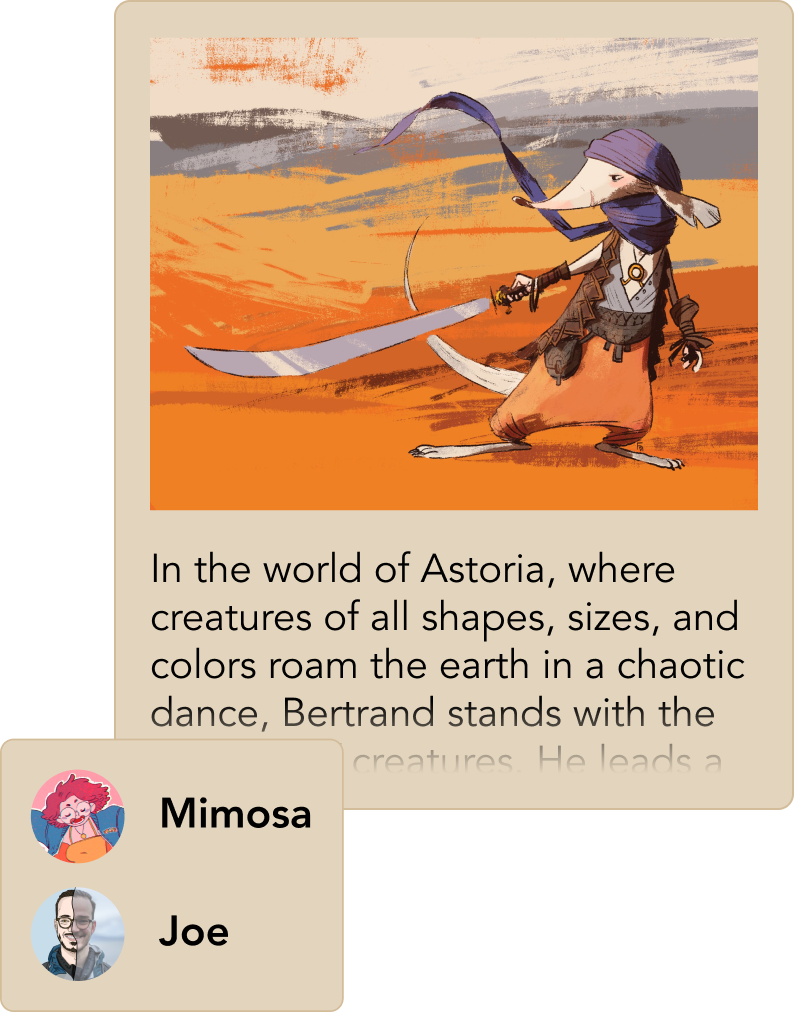 In the world of Astoria, where
creatures of all shapes, sizes, and
colors roam the earth in a chaotic
dance, Bertrand stands with the
creatures. He leads a
Mimosa
Joe